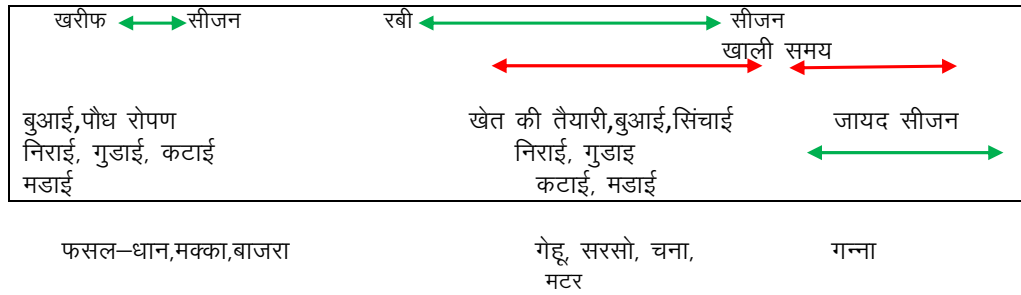 खरीफ सीजन रबी सीजन
खाली समय
बुआई,पौध रोपण खेत की तैयारी,बुआई,सिंचाई जायद सीजन
निराई, गुडाई, कटाई निराई, गुडाइ
मडाई कटाई, मडाई
फसल–धान,मक्का,बाजरा गेहू, सरसो, चना, गन्ना
मटर